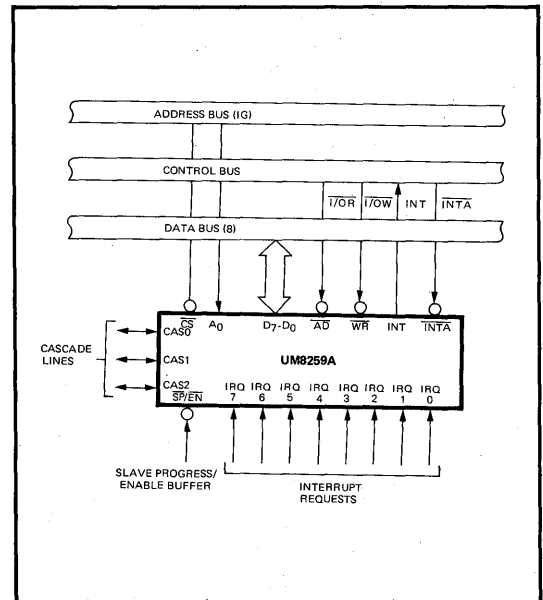 ADDRESS BUS (IG)
CONTROL BUS
I/OR I/OW INT INTA
DATA BUS (8)
CS A0 D7-D0 AD WR INT INTA
CAS0
CASCADE
LINES
CAS1
UM8259A
CAS2
SP/EN
IRQ IRQ IRQ IRQ IRQ IRQ IRQ IRQ
7 6 5 4 3 2 1 0
SLAVE PROGRESS/
ENABLE BUFFER
INTERRUPT
REQUESTS